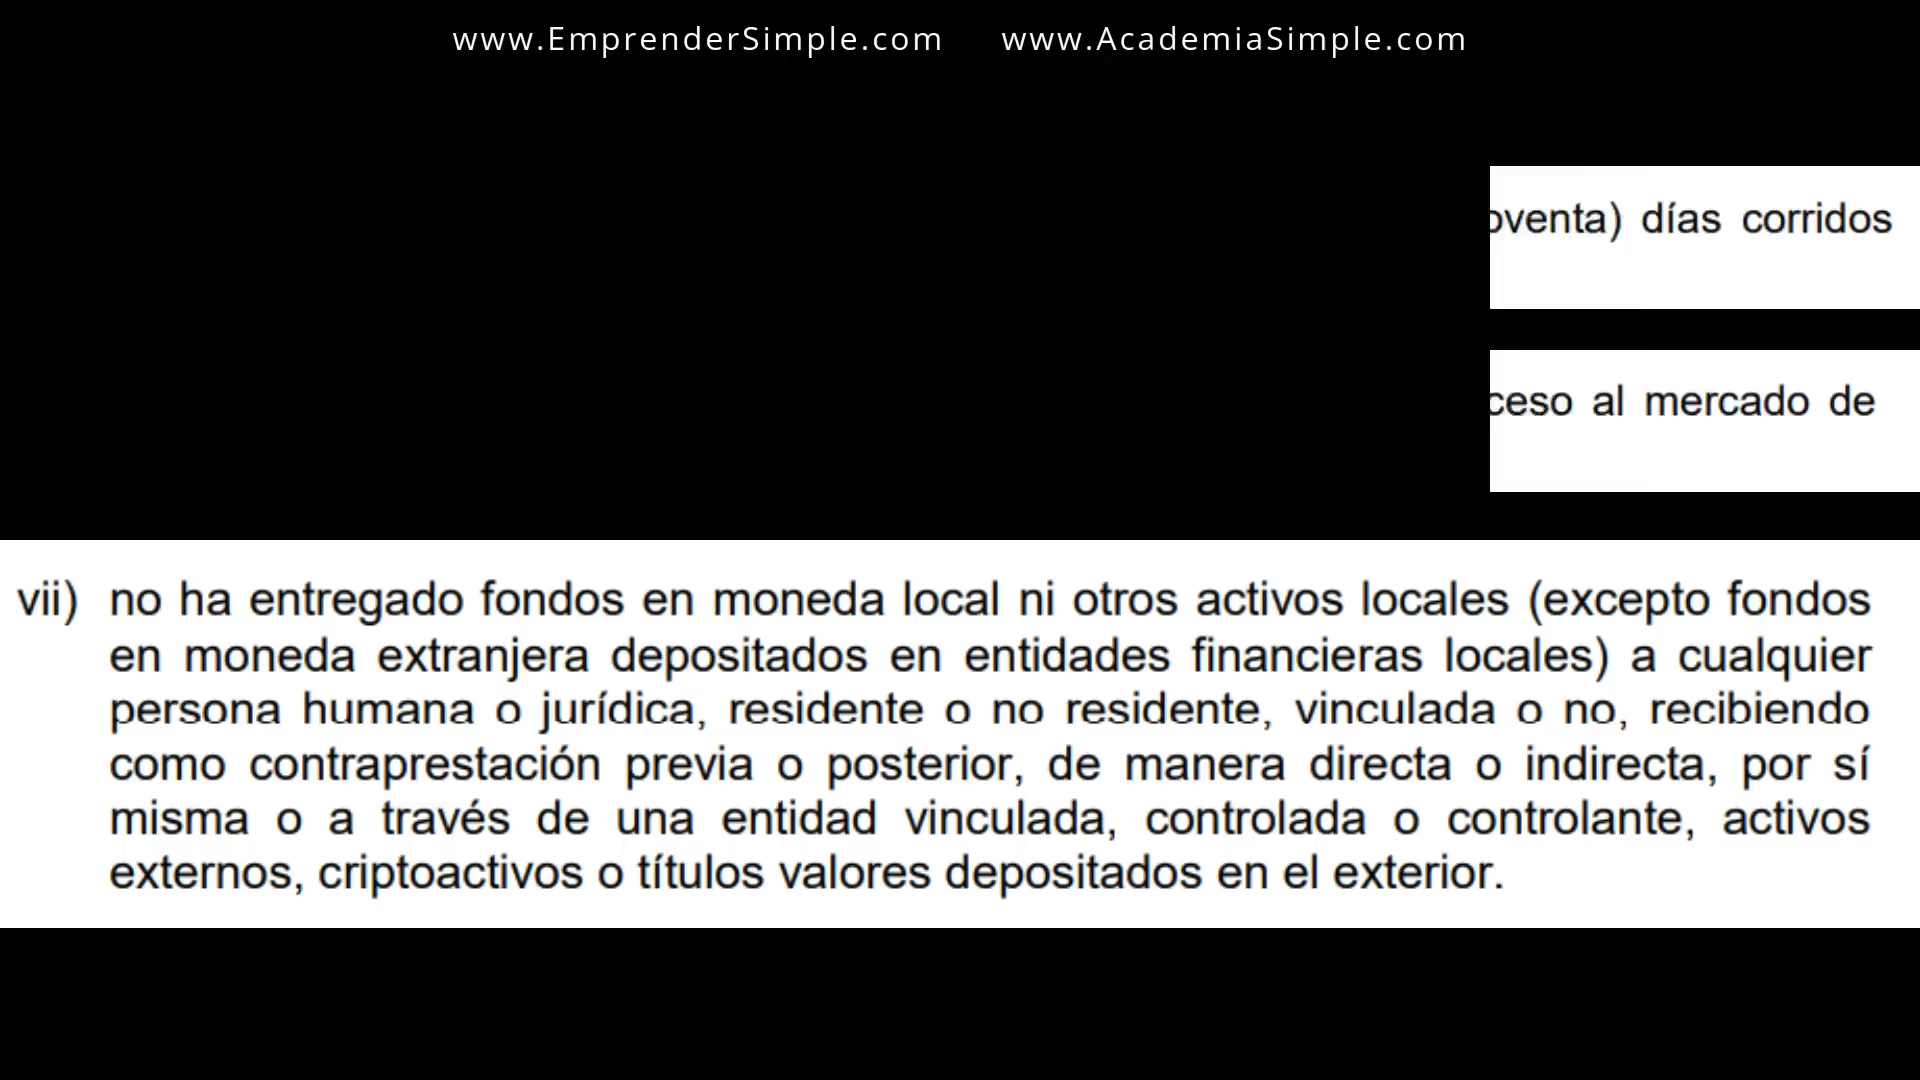 www.EmprenderSimple.com www.AcademiaSimple.com
días corridos
al mercado de
vii) no ha entregado fondos en moneda local ni otros activos locales (excepto fondos
en moneda extranjera depositados en entidades financieras locales) a cualquier
persona humana o jurídica, residente o no residente, vinculada o no, recibiendo
como contraprestación previa o posterior, de manera directa o indirecta, por sí
misma o a través de una entidad vinculada, controlada o controlante, activos
externos, criptoactivos o títulos valores depositados en el exterior.